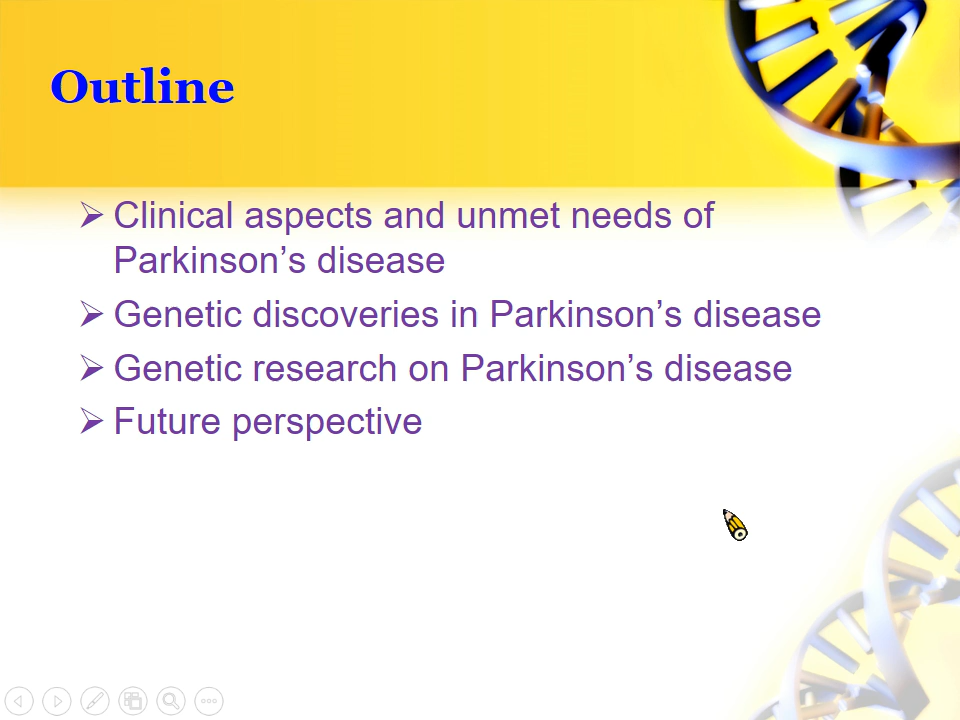 Outline
Clinical aspects and unmet needs of
Parkinson’s disease
Genetic discoveries in Parkinson’s disease
Genetic research on Parkinson’s disease
Future perspective